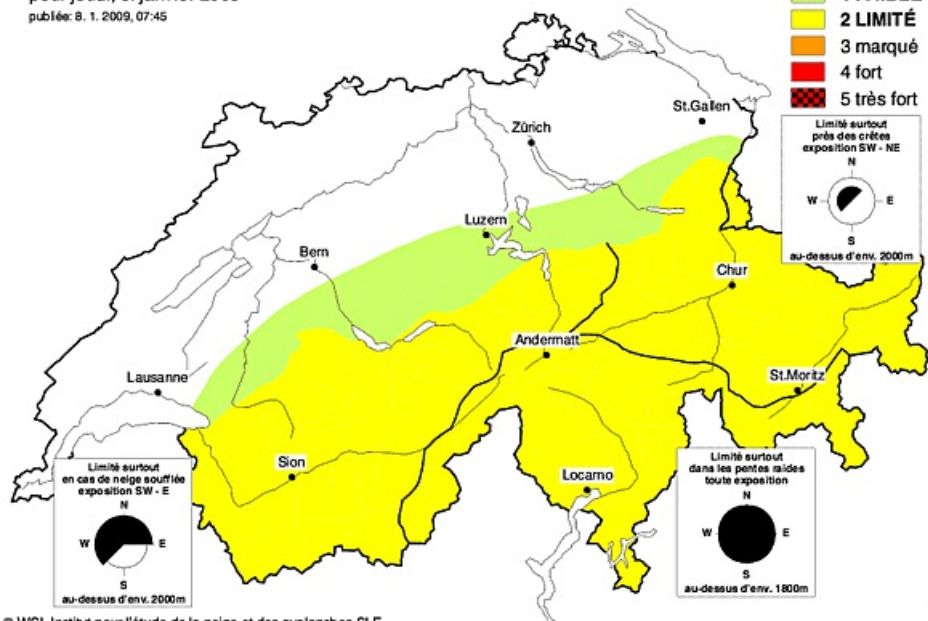 publiée: 8. 1. 2009, 07:45
2 LIMITÉ
3 marqué
4 fort
5 très fort
St.Gallen
Zürich
Limité surtout
près des crêtes
exposition SW - NE
N
W
E
S
au-dessus d'env. 2000m
Luzern
Bern
Chur
Andermatt
Lausanne
St.Moritz
Sion
Locarno
Limité surtout
en cas de neige soufflée
exposition SW - E
N
W
E
S
au-dessus d'env. 2000m
Limité surtout
dans les pentes raides
toute exposition
N
W
E
S
au-dessus d'env. 1800m